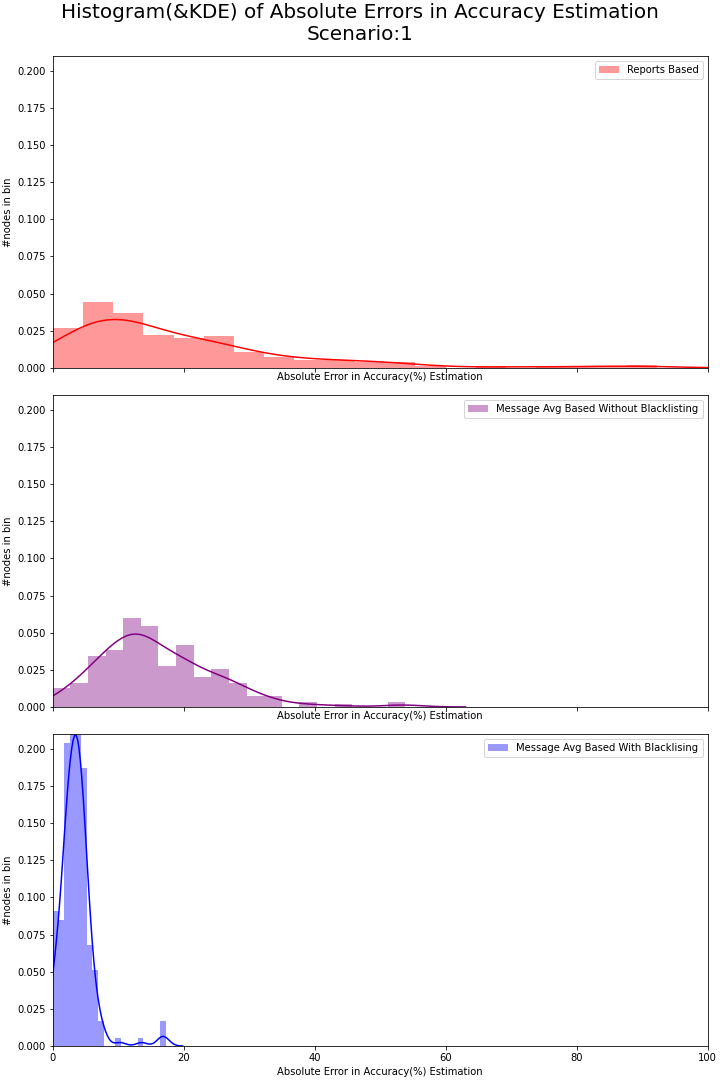 Histogram(&KDE) of Absolute Errors in Accuracy Estimation
Scenario:1
Reports Based
0.200
0.175
0.150
0.125
0.100
0.075
0.050
0.025
0.000
#nodes in bin
Absolute Error in Accuracy(%) Estimation
Message Avg Based Without Blacklisting
0.200
0.175
0.150
0.125
0.100
0.075
0.050
0.025
0.000
#nodes in bin
Absolute Error in Accuracy(%) Estimation
Message Avg Based With Blacklising
0.200
0.175
0.150
0.125
0.100
0.075
0.050
0.025
0.000
#nodes in bin
0 20 40 60 80 100
Absolute Error in Accuracy(%) Estimation